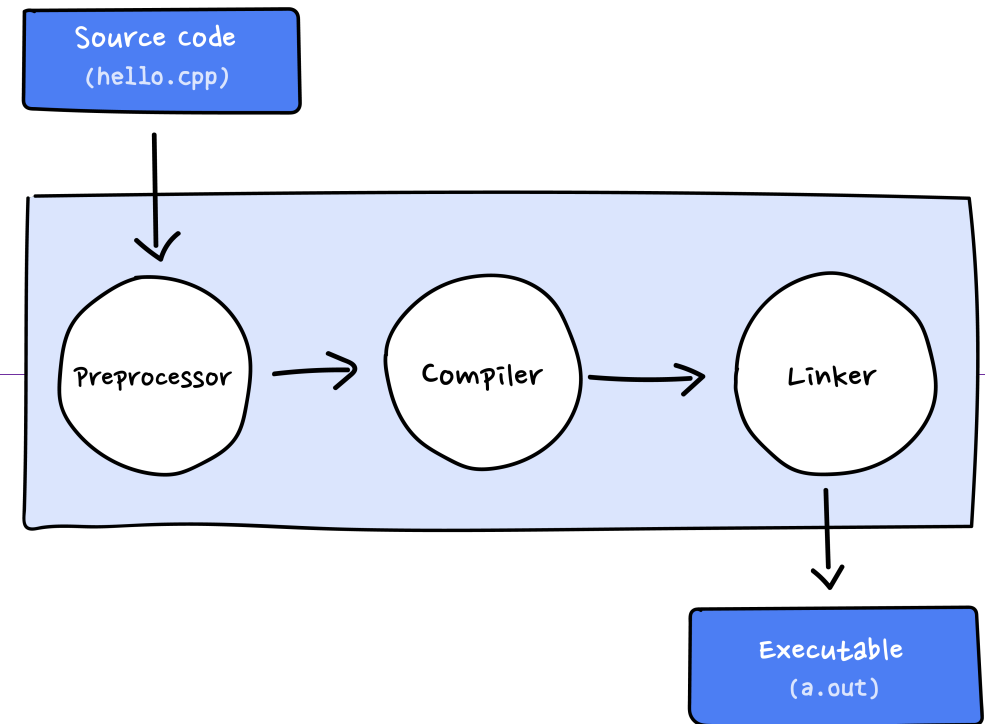 Source code
(hello.cpp)
Preprocessor
Compiler
Linker
Executable
(a.out)